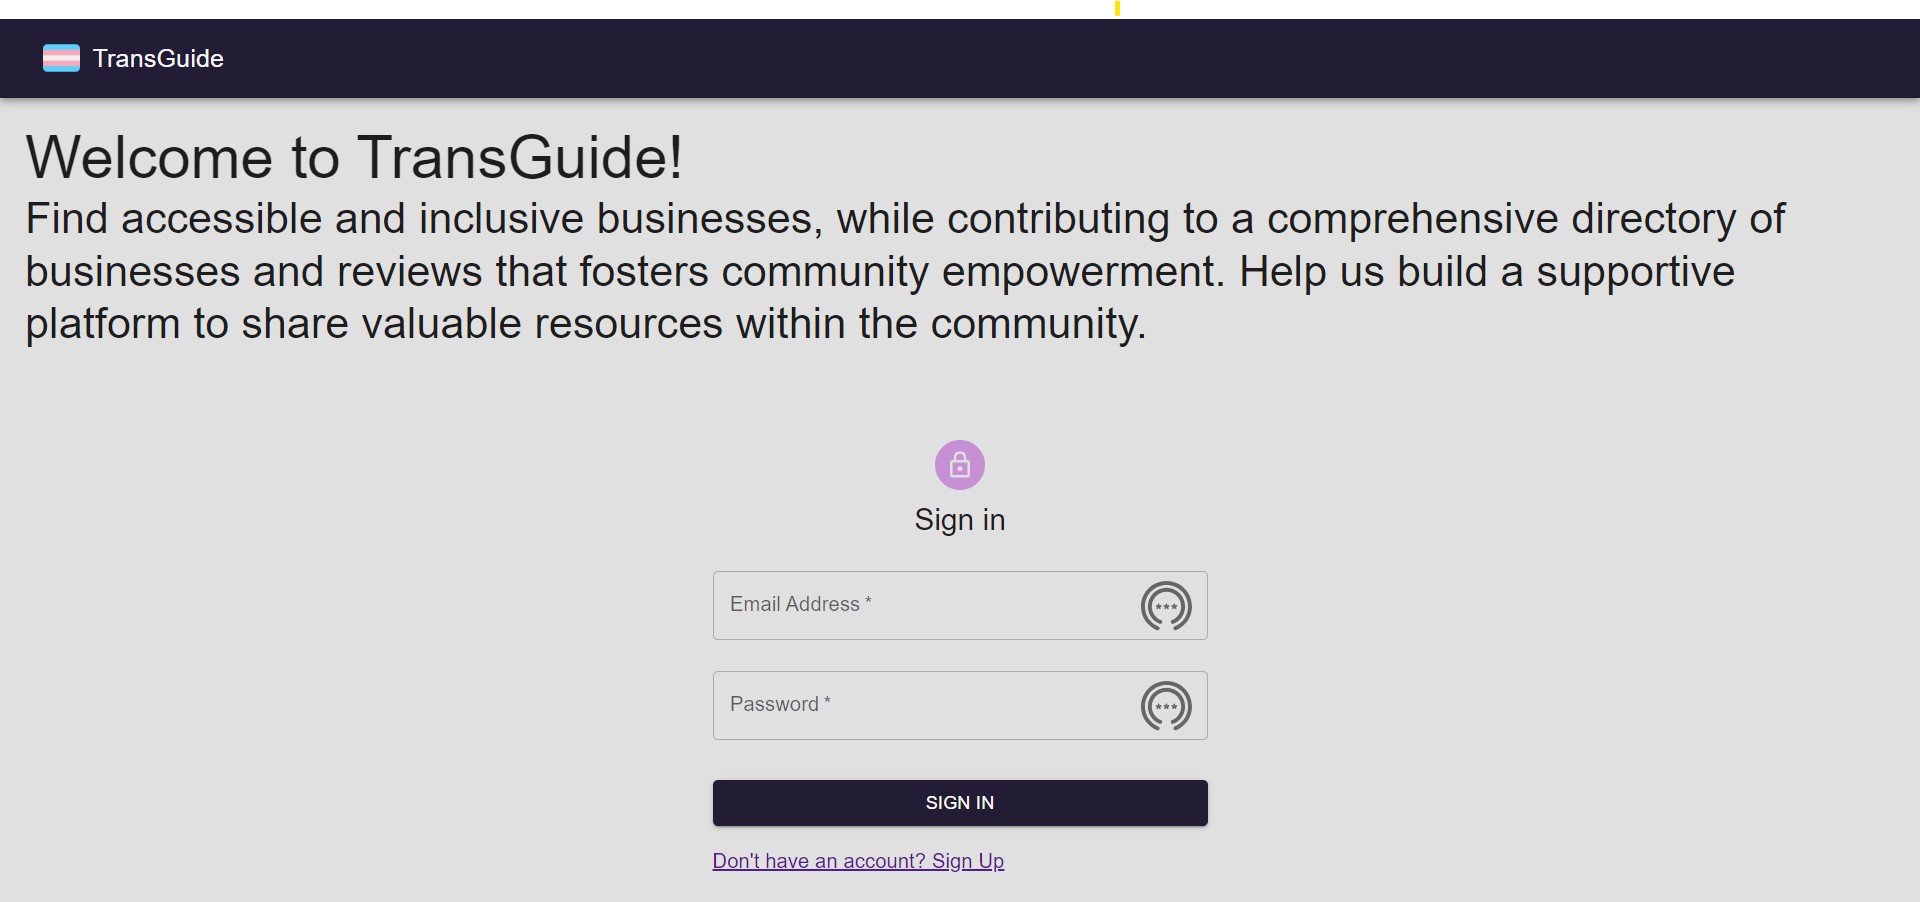 TransGuide
Welcome to TransGuide!
Find accessible and inclusive businesses, while contributing to a comprehensive directory of
businesses and reviews that fosters community empowerment. Help us build a supportive
platform to share valuable resources within the community.
Sign in
Email Address *
Password *
SIGN IN
Don't have an account? Sign Up